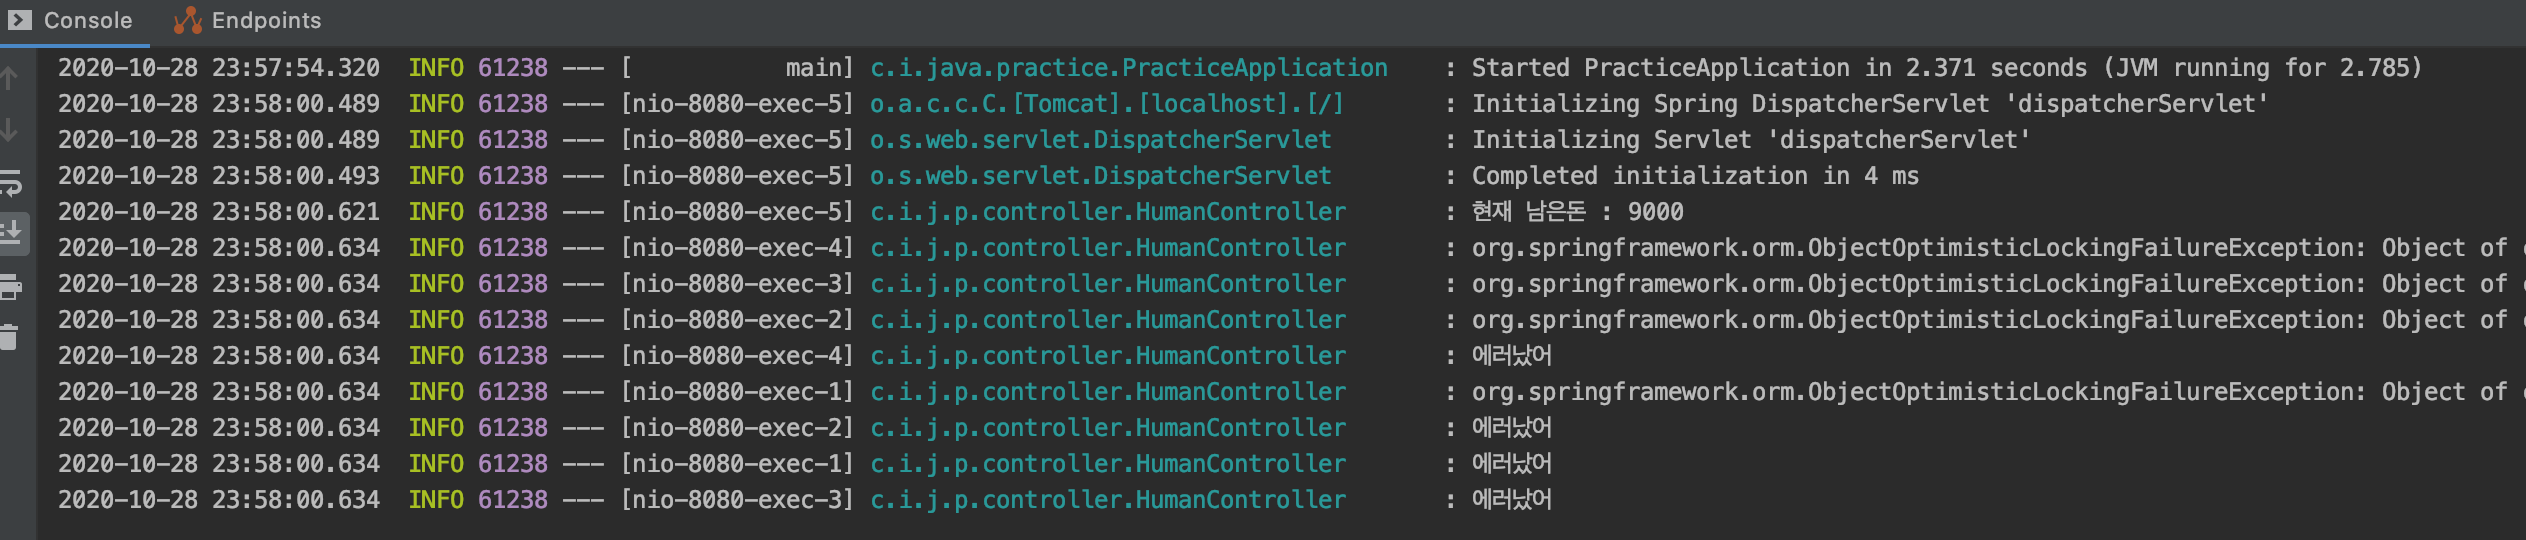 Console Endpoints
2020-10-28 23:57:54.320  INFO 61238 --- [           main] c.i.java.practice.PracticeApplication    : Started PracticeApplication in 2.371 seconds (JVM running for 2.785)
2020-10-28 23:58:00.489  INFO 61238 --- [nio-8080-exec-5] o.a.c.c.C.[Tomcat].[localhost].[/]       : Initializing Spring DispatcherServlet 'dispatcherServlet'
2020-10-28 23:58:00.489  INFO 61238 --- [nio-8080-exec-5] o.s.web.servlet.DispatcherServlet        : Initializing Servlet 'dispatcherServlet'
2020-10-28 23:58:00.493  INFO 61238 --- [nio-8080-exec-5] o.s.web.servlet.DispatcherServlet        : Completed initialization in 4 ms
2020-10-28 23:58:00.621  INFO 61238 --- [nio-8080-exec-5] c.i.j.p.controller.HumanController       : 현재 남은돈 : 9000
2020-10-28 23:58:00.634  INFO 61238 --- [nio-8080-exec-4] c.i.j.p.controller.HumanController       : org.springframework.orm.ObjectOptimisticLockingFailureException: Object of
2020-10-28 23:58:00.634  INFO 61238 --- [nio-8080-exec-3] c.i.j.p.controller.HumanController       : org.springframework.orm.ObjectOptimisticLockingFailureException: Object of
2020-10-28 23:58:00.634  INFO 61238 --- [nio-8080-exec-2] c.i.j.p.controller.HumanController       : org.springframework.orm.ObjectOptimisticLockingFailureException: Object of
2020-10-28 23:58:00.634  INFO 61238 --- [nio-8080-exec-4] c.i.j.p.controller.HumanController       : 에러났어
2020-10-28 23:58:00.634  INFO 61238 --- [nio-8080-exec-1] c.i.j.p.controller.HumanController       : org.springframework.orm.ObjectOptimisticLockingFailureException: Object of
2020-10-28 23:58:00.634  INFO 61238 --- [nio-8080-exec-2] c.i.j.p.controller.HumanController       : 에러났어
2020-10-28 23:58:00.634  INFO 61238 --- [nio-8080-exec-1] c.i.j.p.controller.HumanController       : 에러났어
2020-10-28 23:58:00.634  INFO 61238 --- [nio-8080-exec-3] c.i.j.p.controller.HumanController       : 에러났어